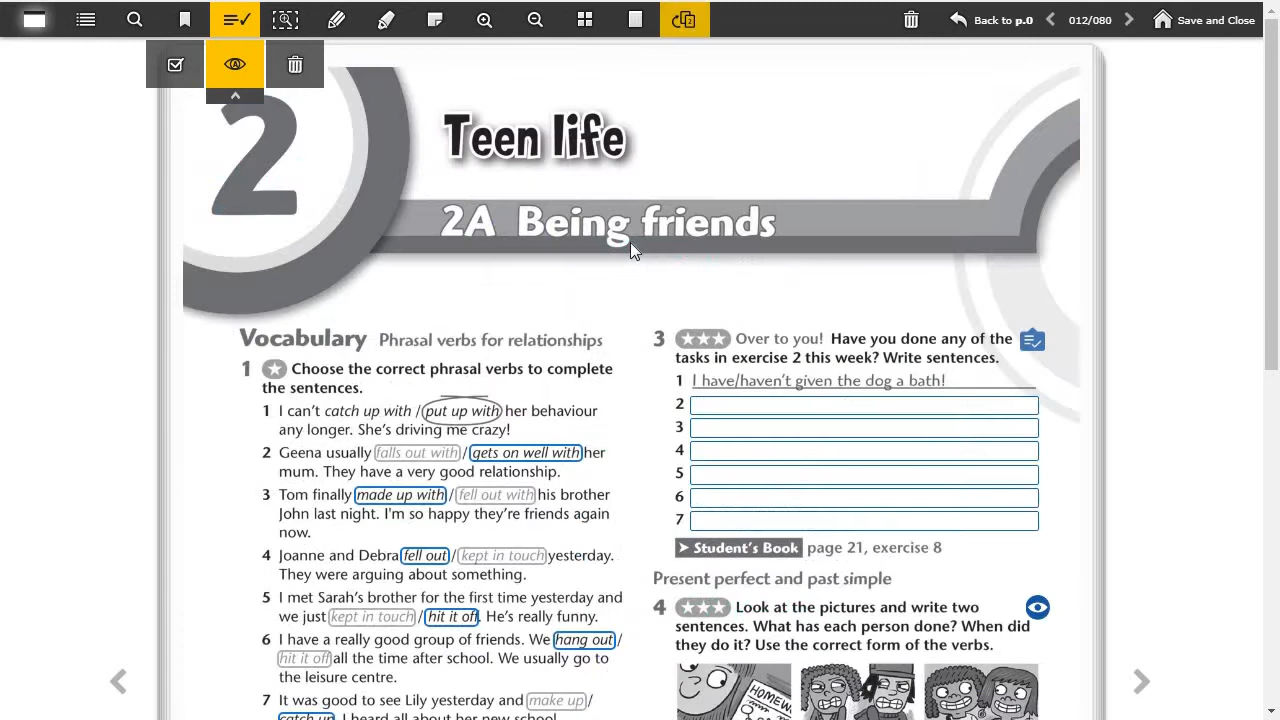 Back to p.0
012/080
Save and Close
2
Teen life
2A Being friends
Vocabulary Phrasal verbs for relationships
1 Choose the correct phrasal verbs to complete
the sentences.
1 I can't catch up with / put up with her behaviour
any longer. She's driving me crazy!
2 Geena usually falls out with / gets on well with her
mum. They have a very good relationship.
3 Tom finally made up with / fell out with his brother
John last night. I'm so happy they're friends again
now.
4 Joanne and Debra fell out / kept in touch yesterday.
They were arguing about something.
5 I met Sarah's brother for the first time yesterday and
we just kept in touch / hit it off. He's really funny.
6 I have a really good group of friends. We hang out /
hit it off all the time after school. We usually go to
the leisure centre.
7 It was good to see Lily yesterday and make up /
catch up. I heard all about her new school.
3 Over to you! Have you done any of the
tasks in exercise 2 this week? Write sentences.
1 I have/haven't given the dog a bath!
2
3
4
5
6
7
Student's Book page 21, exercise 8
Present perfect and past simple
4 Look at the pictures and write two
sentences. What has each person done? When did
they do it? Use the correct form of the verbs.
HOMEW